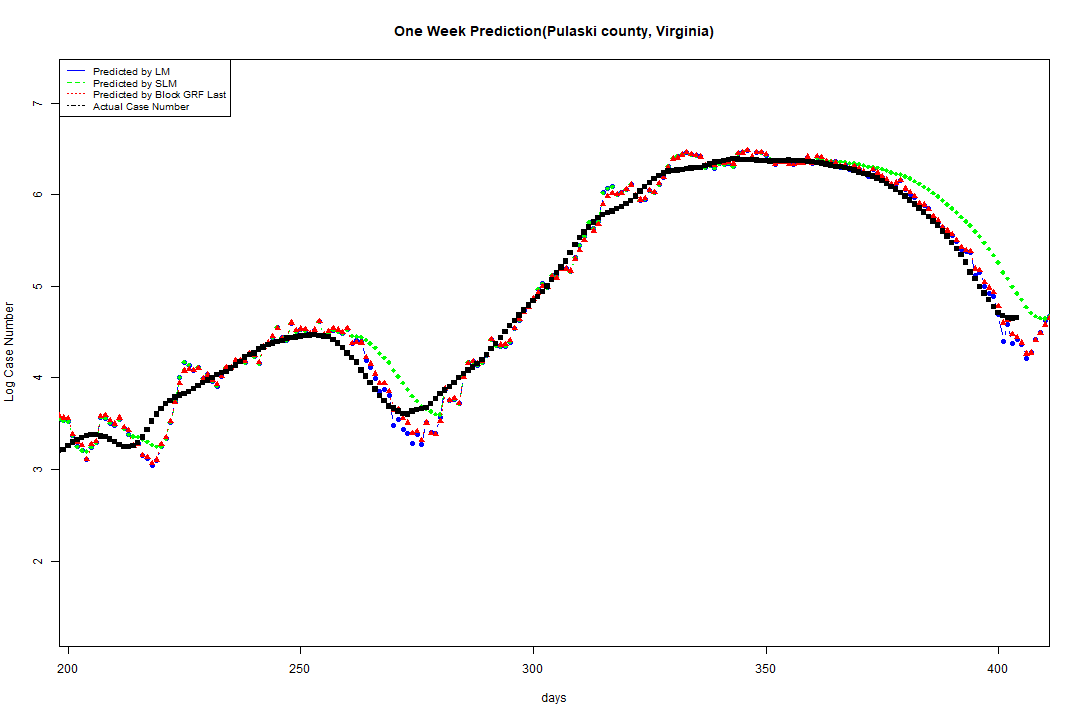 One Week Prediction(Pulaski county, Virginia)
Predicted by LM
Predicted by SLM
Predicted by Block GRF Last
Actual Case Number
Log Case Number
7
6
5
4
3
2
200 250 300 350 400
days